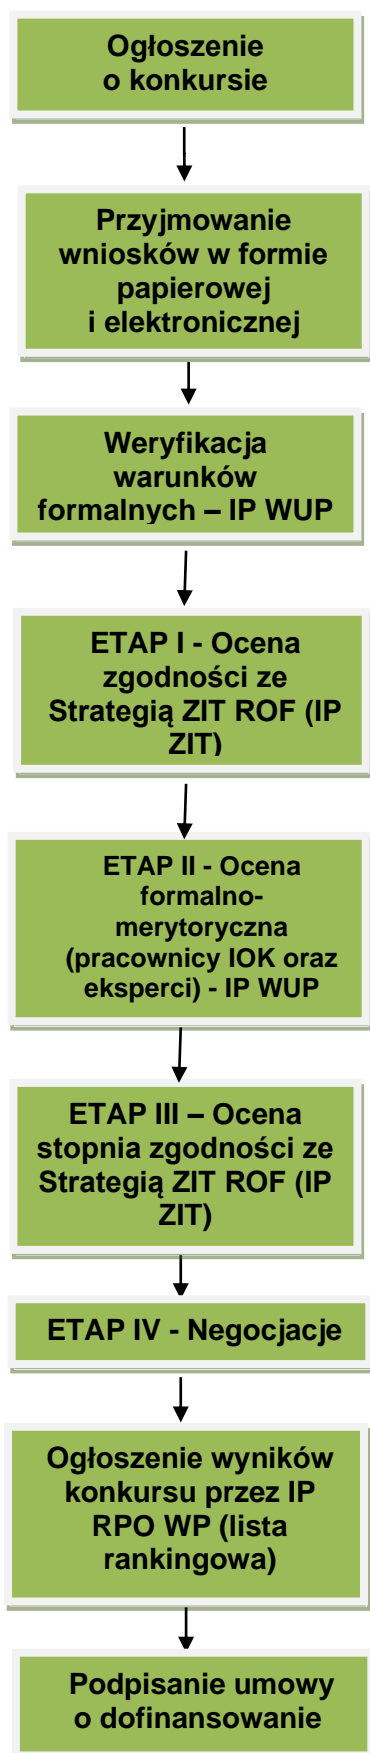 Ogłoszenie
o konkursie
Przyjmowanie
wniosków w formie
papierowej
i elektronicznej
Weryfikacja
warunków
formalnych – IP WUP
ETAP I - Ocena
zgodności ze
Strategią ZIT ROF (IP
ZIT)
ETAP II - Ocena
formalno-
merytoryczna
(pracownicy IOK oraz
eksperci) - IP WUP
ETAP III – Ocena
stopnia zgodności ze
Strategią ZIT ROF (IP
ZIT)
ETAP IV - Negocjacje
Ogłoszenie wyników
konkursu przez IP
RPO WP (lista
rankingowa)
Podpisanie umowy
o dofinansowanie